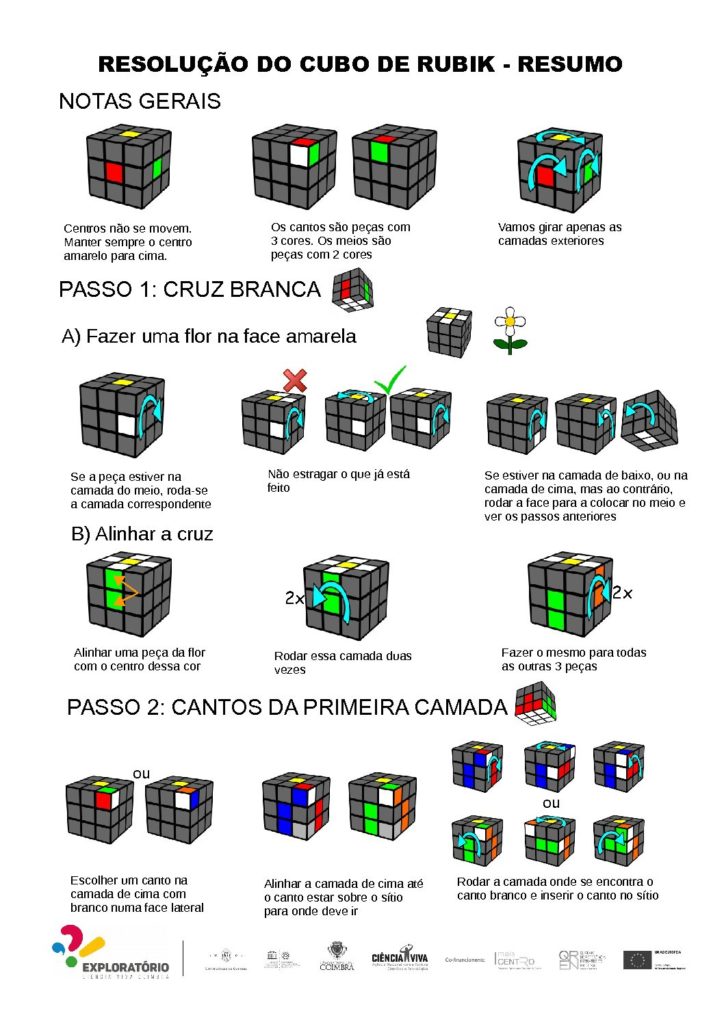 RESOLUÇÃO DO CUBO DE RUBIK - RESUMO
NOTAS GERAIS
Centros não se movem.
Manter sempre o centro
amarelo para cima.
Os cantos são peças com
3 cores. Os meios são
peças com 2 cores
Vamos girar apenas as
camadas exteriores
PASSO 1: CRUZ BRANCA
A) Fazer uma flor na face amarela
Se a peça estiver na
camada do meio, roda-se
a camada correspondente
Não estragar o que já está
feito
Se estiver na camada de baixo, ou na
camada de cima, mas ao contrário,
rodar a face para a colocar no meio e
ver os passos anteriores
B) Alinhar a cruz
2x
2x
Alinhar uma peça da flor
com o centro dessa cor
Rodar essa camada duas
vezes
Fazer o mesmo para todas
as outras 3 peças
PASSO 2: CANTOS DA PRIMEIRA CAMADA
ou
ou
Escolher um canto na
camada de cima com
branco numa face lateral
Alinhar a camada de cima até
o canto estar sobre o sítio
para onde deve ir
Rodar a camada onde se encontra o
canto branco e inserir o canto no sítio
EXPLORATÓRIO
CIÊNCIA VIVA COIMBRA
COIMBRA
CIÊNCIA VIVA
Co-financiamento:
mais
CENTRO
QR
EN